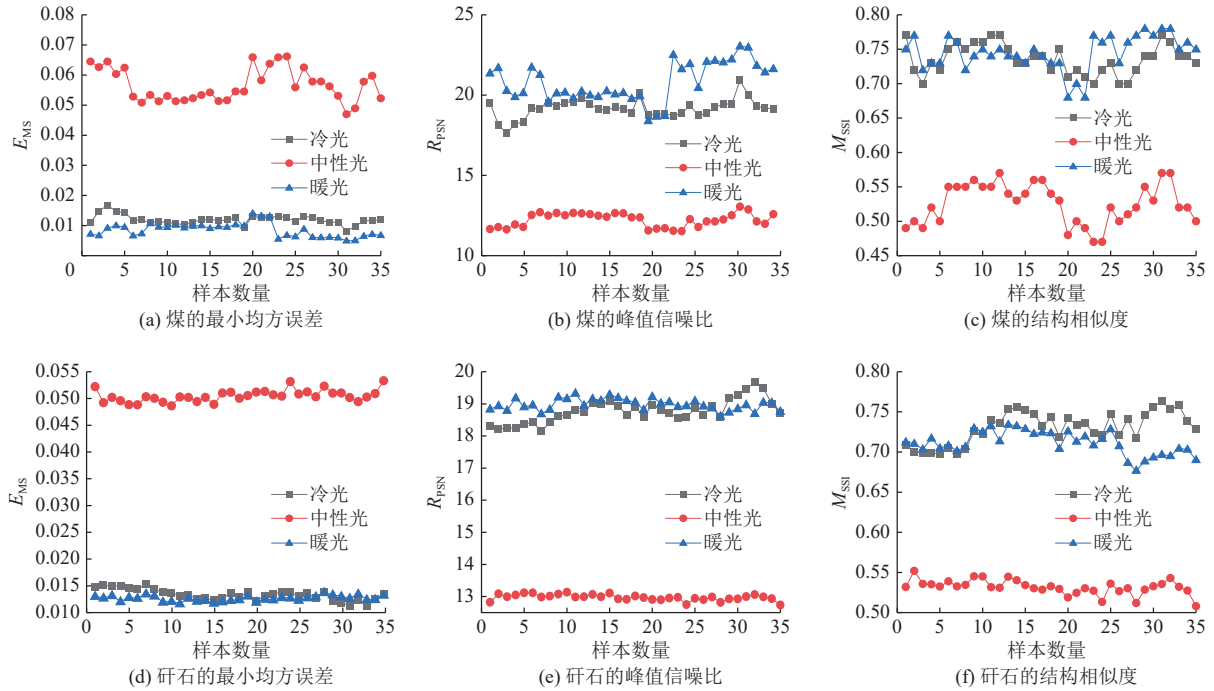 0.08
0.07
0.06
0.05
0.04
0.03
0.02
0.01
E_MS
冷光
中性光
暖光
0 5 10 15 20 25 30 35
样本数量
(a) 煤的最小均方误差
25
20
15
10
R_PSN
冷光
中性光
暖光
0 5 10 15 20 25 30 35
样本数量
(b) 煤的峰值信噪比
0.80
0.75
0.70
0.65
0.60
0.55
0.50
0.45
M_SSI
冷光
中性光
暖光
0 5 10 15 20 25 30 35
样本数量
(c) 煤的结构相似度
0.055
0.050
0.045
0.040
0.035
0.030
0.025
0.020
0.015
0.010
E_MS
冷光
中性光
暖光
0 5 10 15 20 25 30 35
样本数量
(d) 矸石的最小均方误差
20
19
18
17
16
15
14
13
12
R_PSN
冷光
中性光
暖光
0 5 10 15 20 25 30 35
样本数量
(e) 矸石的峰值信噪比
0.80
0.75
0.70
0.65
0.60
0.55
0.50
M_SSI
冷光
中性光
暖光
0 5 10 15 20 25 30 35
样本数量
(f) 矸石的结构相似度